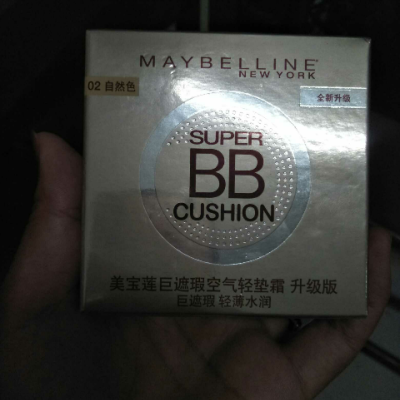 MAYBELLINE
NEW YORK
02 自然色
全新升级
SUPER
BB
CUSHION
美宝莲巨遮瑕空气轻垫霜 升级版
巨遮瑕 轻薄水润